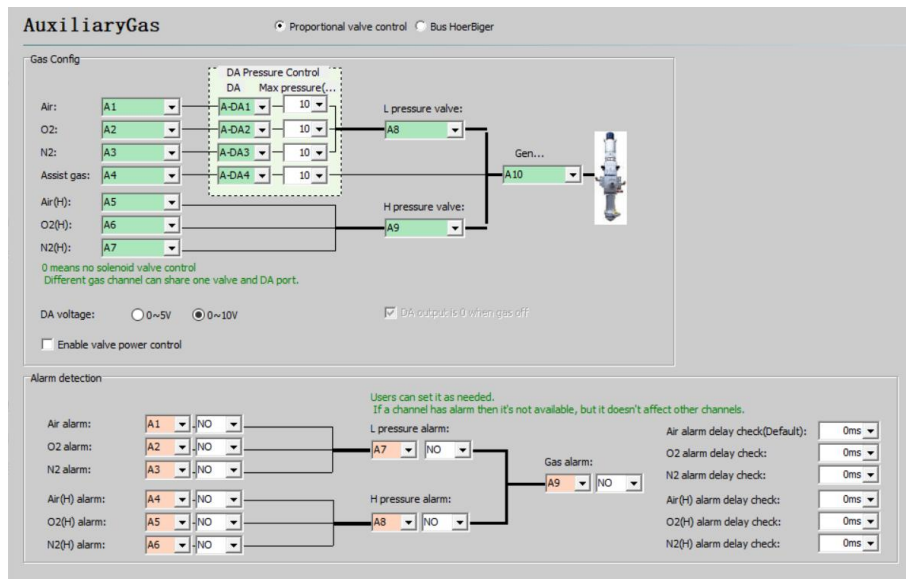 AuxiliaryGas
Proportional valve control Bus HoerBiger
Gas Config
DA Pressure Control
DA Max pressure(...
Air: A1 A-DA1 10
L pressure valve:
O2: A2 A-DA2 10 A8
N2: A3 A-DA3 10 Gen...
Assist gas: A4 A-DA4 10 A10
Air(H): A5 H pressure valve:
O2(H): A6 A9
N2(H): A7
0 means no solenoid valve control
Different gas channel can share one valve and DA port.
DA voltage: 0~5V 0~10V DA output is 0 when gas off
Enable valve power control
Alarm detection
Users can set it as needed.
If a channel has alarm then it's not available, but it doesn't affect other channels.
Air alarm: A1 - NO L pressure alarm: Air alarm delay check(Default): 0ms
O2 alarm: A2 - NO A7 NO O2 alarm delay check: 0ms
N2 alarm: A3 - NO Gas alarm: N2 alarm delay check: 0ms
A9 NO
Air(H) alarm: A4 - NO H pressure alarm: Air(H) alarm delay check: 0ms
O2(H) alarm: A5 - NO A8 NO O2(H) alarm delay check: 0ms
N2(H) alarm: A6 - NO N2(H) alarm delay check: 0ms